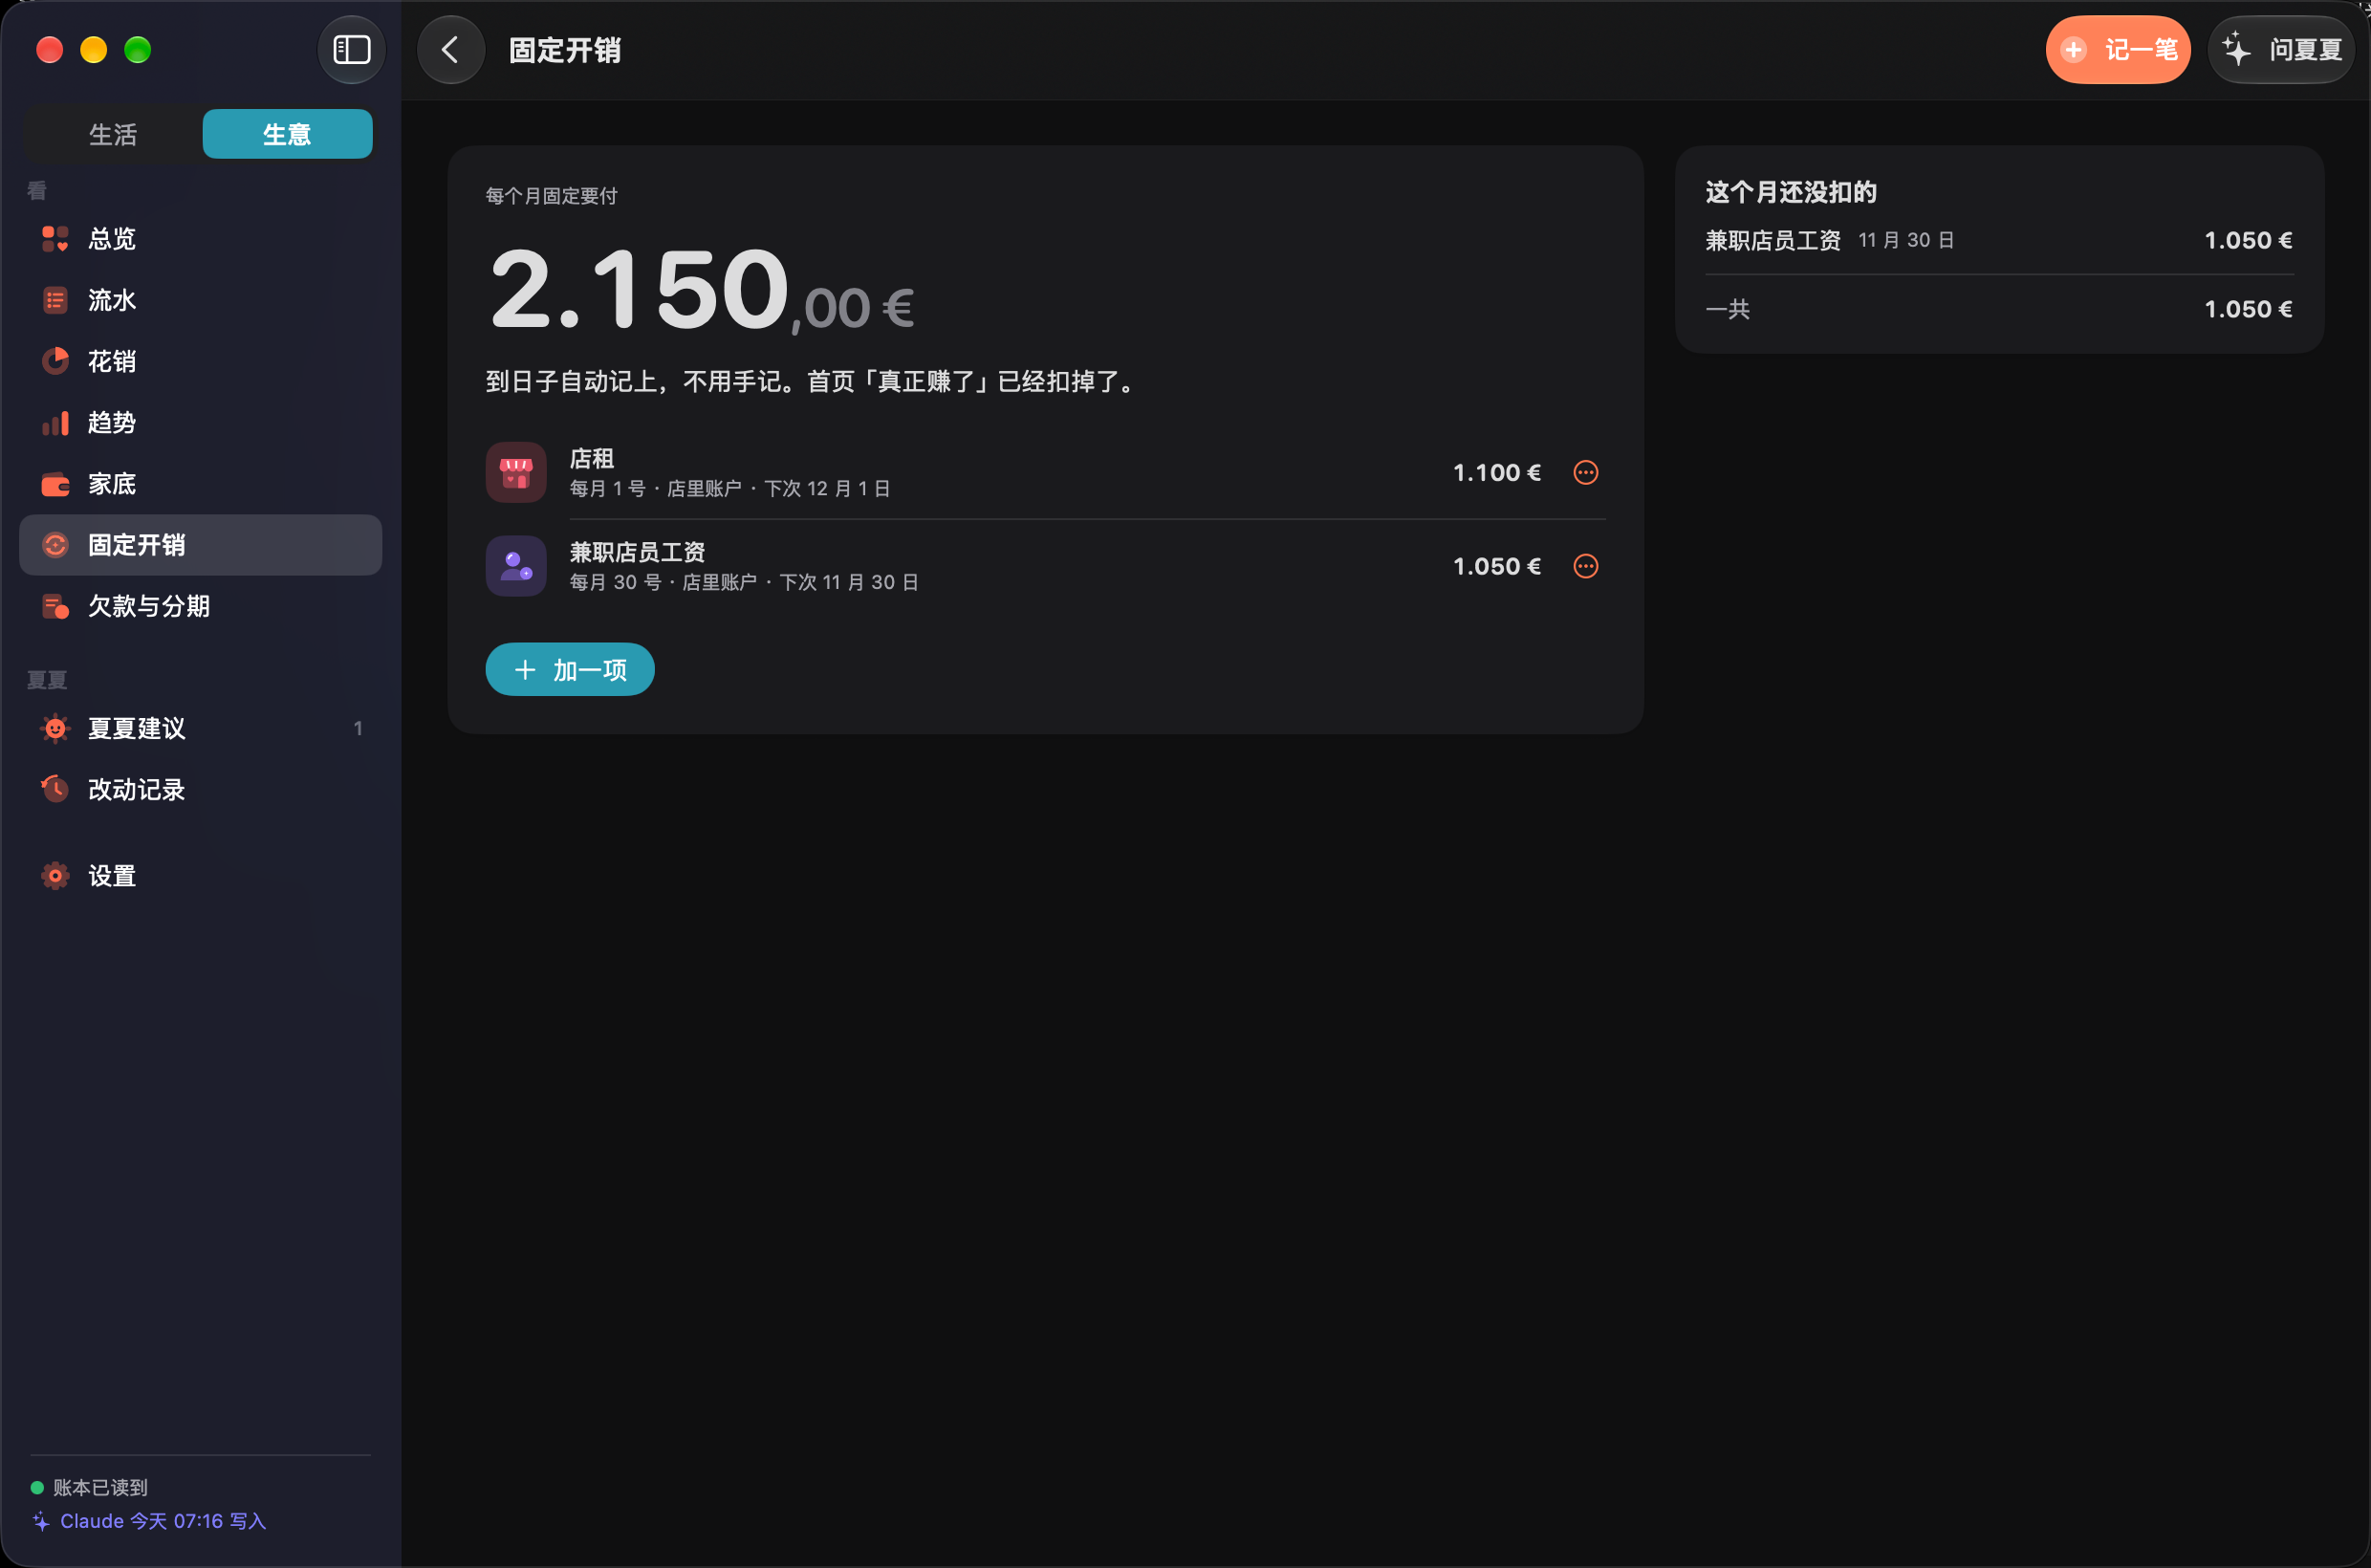 生活
生意
看
总览
流水
花销
趋势
家底
固定开销
欠款与分期
夏夏
夏夏建议 1
改动记录
设置
账本已读到
Claude 今天 07:16 写入
固定开销
记一笔
问夏夏
每个月固定要付
2.150,00 €
到日子自动记上，不用手记。首页「真正赚了」已经扣掉了。
店租
每月 1 号 · 店里账户 · 下次 12 月 1 日
1.100 €
兼职店员工资
每月 30 号 · 店里账户 · 下次 11 月 30 日
1.050 €
加一项
这个月还没扣的
兼职店员工资 11 月 30 日 1.050 €
一共 1.050 €